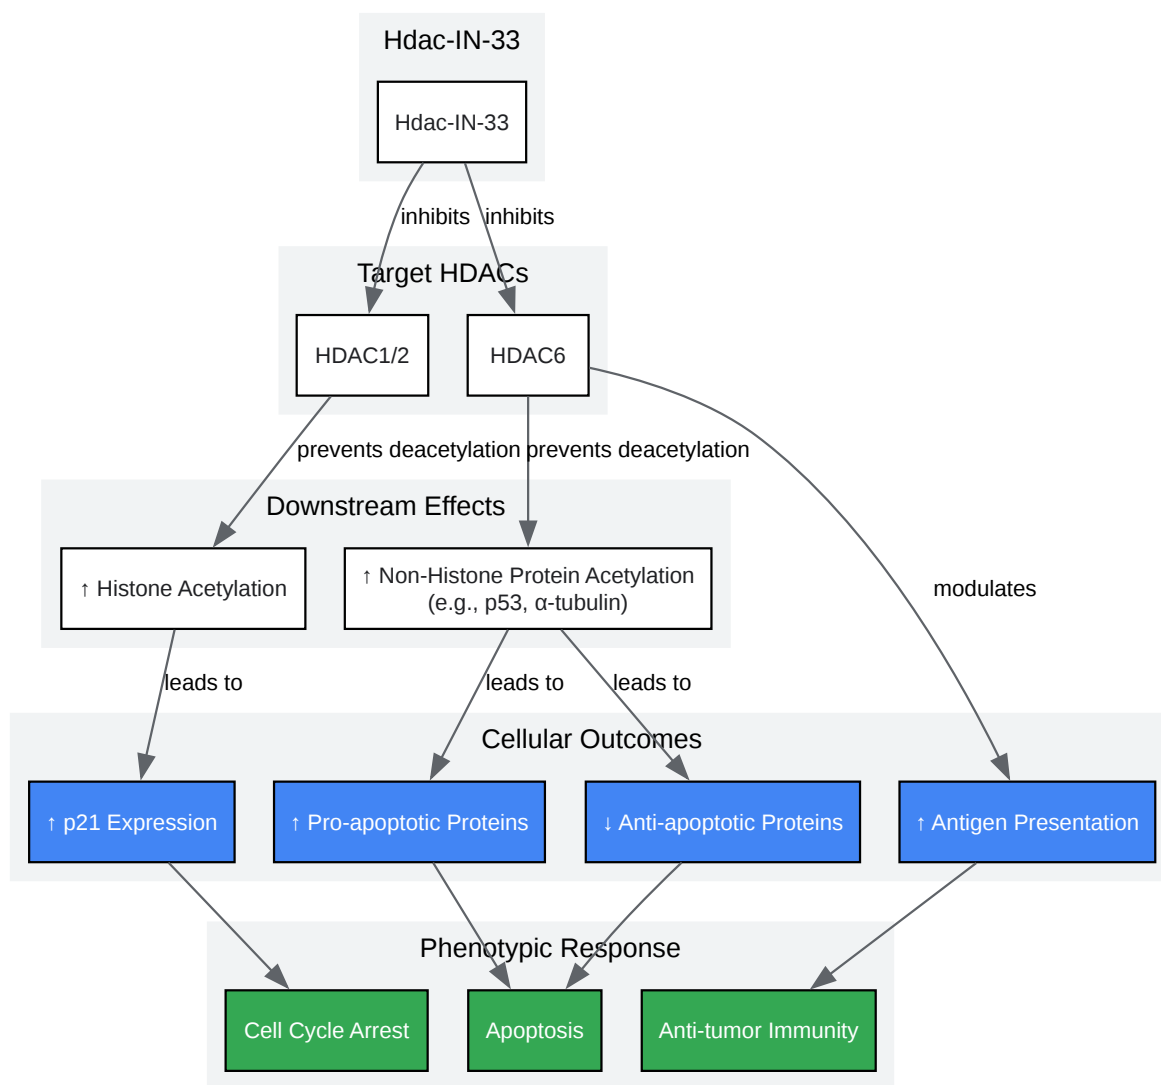 Hdac-IN-33
Hdac-IN-33
inhibits
inhibits
Target HDACs
HDAC1/2
HDAC6
prevents deacetylation
prevents deacetylation
Downstream Effects
↑ Histone Acetylation
↑ Non-Histone Protein Acetylation
(e.g., p53, α-tubulin)
modulates
leads to
leads to
leads to
Cellular Outcomes
↑ p21 Expression
↑ Pro-apoptotic Proteins
↓ Anti-apoptotic Proteins
↑ Antigen Presentation
Phenotypic Response
Cell Cycle Arrest
Apoptosis
Anti-tumor Immunity